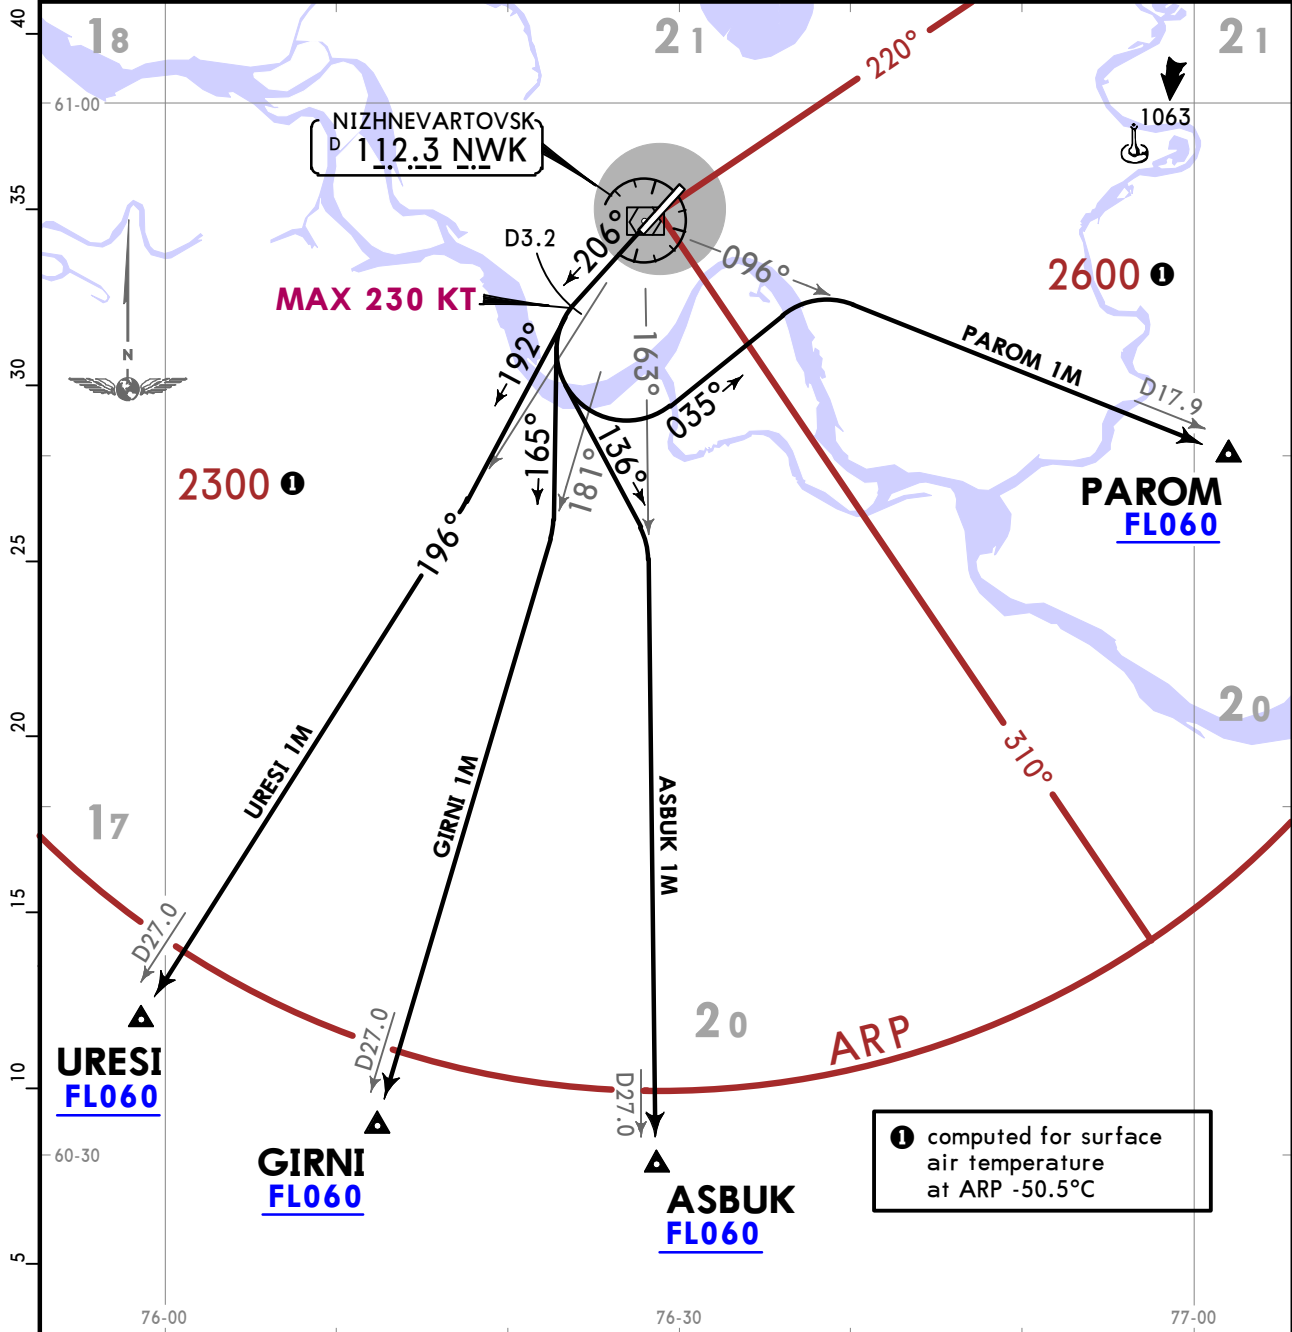 40
18
21
21
220°
61-00
NIZHNEVARTOVSK
D 112.3 NWK
1063
35
206°
D3.2
096°
2600 1
MAX 230 KT
N
192°
163°
PAROM 1M
30
035°
D17.9
165°
136°
181°
2300 1
PAROM
FL060
196°
25
20
20
310°
URESI 1M
GIRNI 1M
ASBUK 1M
17
15
D27.0
D27.0
20
ARP
URESI
FL060
10
D27.0
1 computed for surface
air temperature
at ARP -50.5°C
60-30
GIRNI
FL060
ASBUK
FL060
5
76-00
76-30
77-00